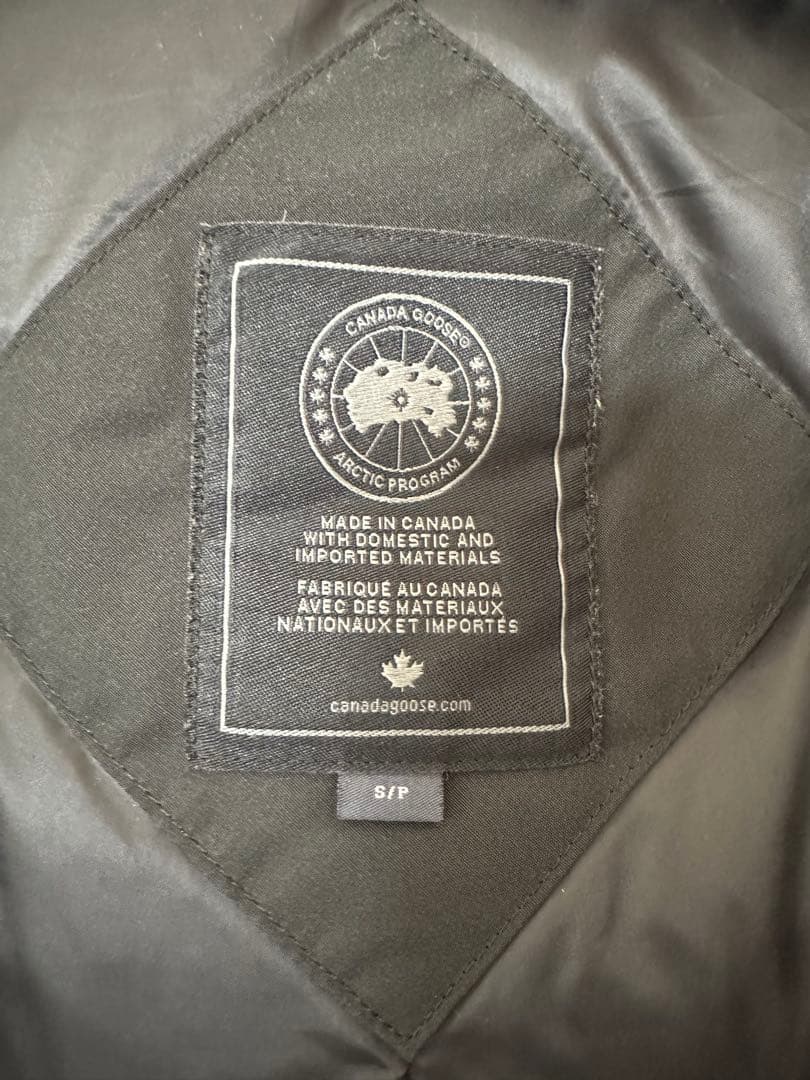 CANADA GOOSE®
ARCTIC PROGRAM
MADE IN CANADA
WITH DOMESTIC AND
IMPORTED MATERIALS
FABRIQUÉ AU CANADA
AVEC DES MATERIAUX
NATIONAUX ET IMPORTÉS
canadagoose.com
S/P